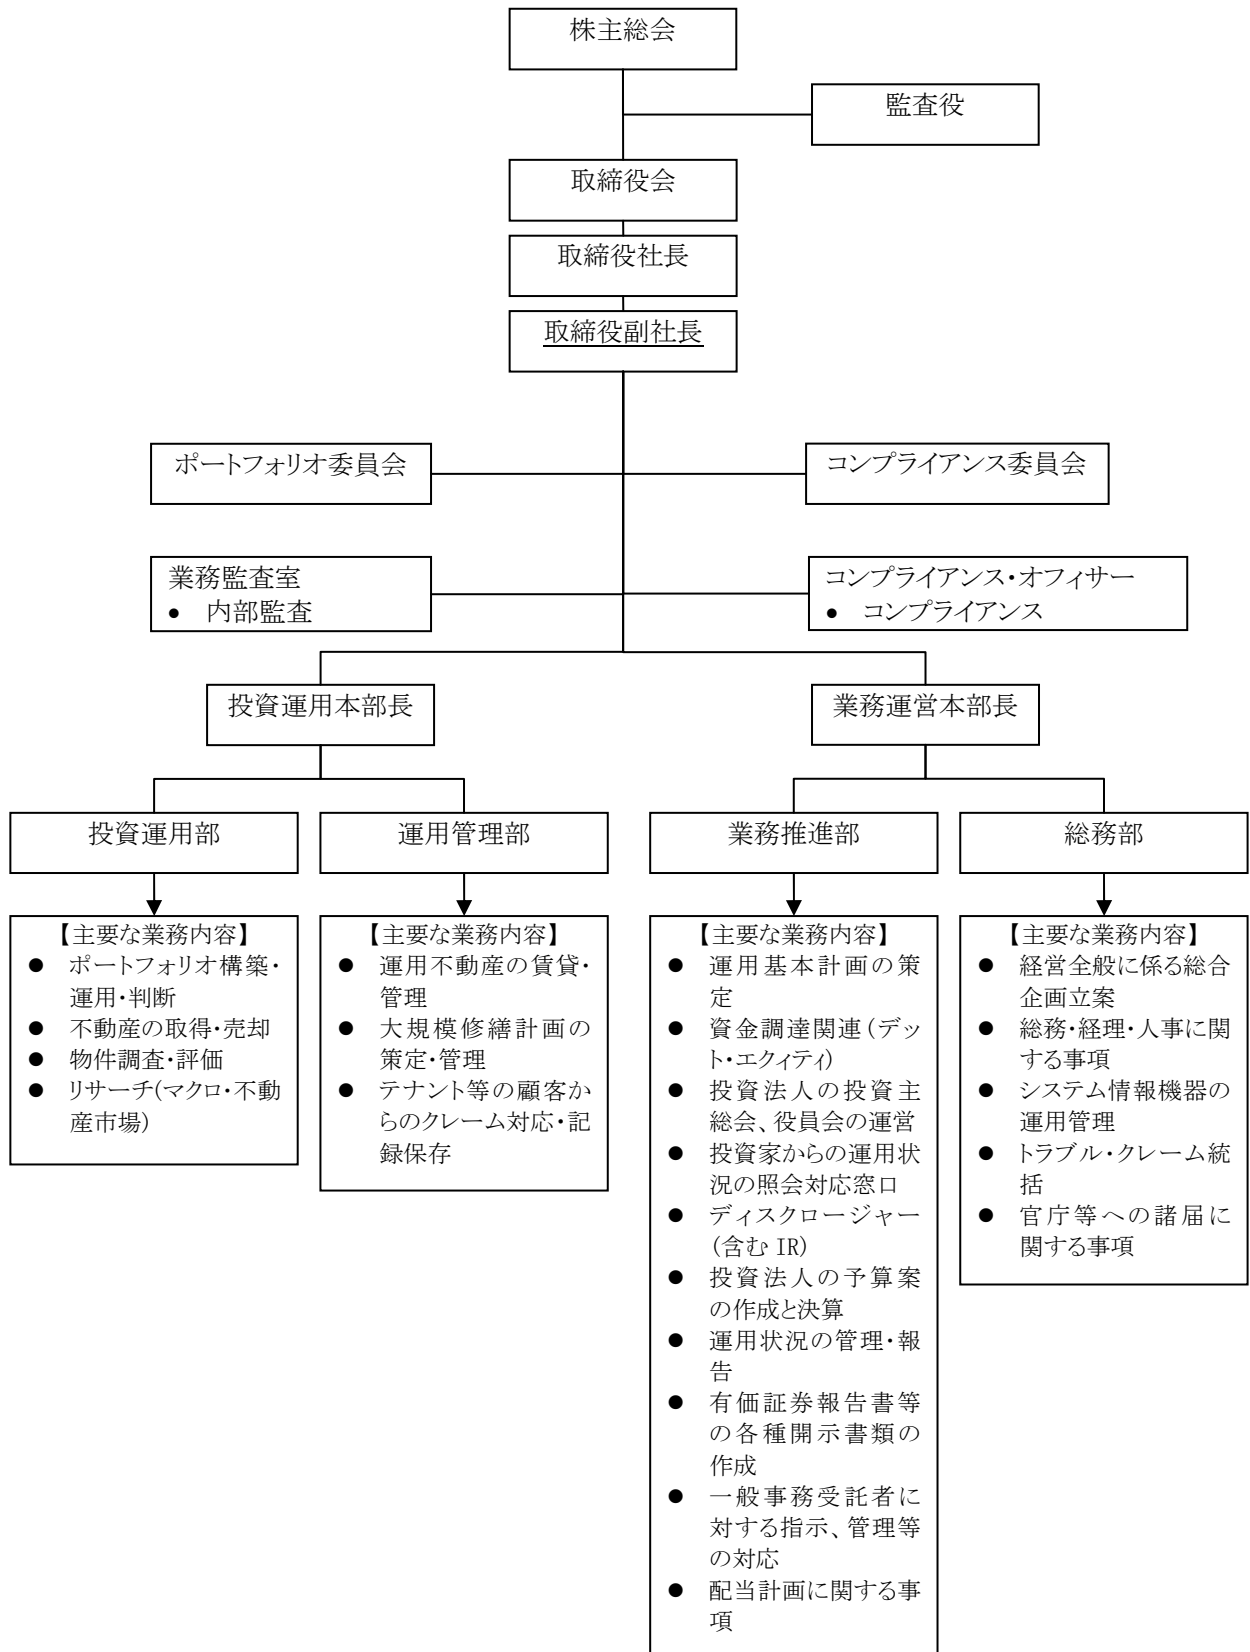 株主総会
監査役
取締役会
取締役社長
取締役副社長
ポートフォリオ委員会
コンプライアンス委員会
業務監査室
• 内部監査
コンプライアンス・オフィサー
• コンプライアンス
投資運用本部長
業務運営本部長
投資運用部
運用管理部
業務推進部
総務部
【主要な業務内容】
● ポートフォリオ構築・
運用・判断
● 不動産の取得・売却
● 物件調査・評価
● リサーチ(マクロ・不動
産市場)
【主要な業務内容】
● 運用不動産の賃貸・
管理
● 大規模修繕計画の
策定・管理
● テナント等の顧客か
らのクレーム対応・記
録保存
【主要な業務内容】
● 運用基本計画の策
定
● 資金調達関連(デッ
ト・エクィティ)
● 投資法人の投資主
総会、役員会の運営
● 投資家からの運用状
況の照会対応窓口
● ディスクロージャー
(含む IR)
● 投資法人の予算案
の作成と決算
● 運用状況の管理・報
告
● 有価証券報告書等
の各種開示書類の
作成
● 一般事務受託者に
対する指示、管理等
の対応
● 配当計画に関する事
項
【主要な業務内容】
● 経営全般に係る総合
企画立案
● 総務・経理・人事に関
する事項
● システム情報機器の
運用管理
● トラブル・クレーム統
括
● 官庁等への諸届に
関する事項